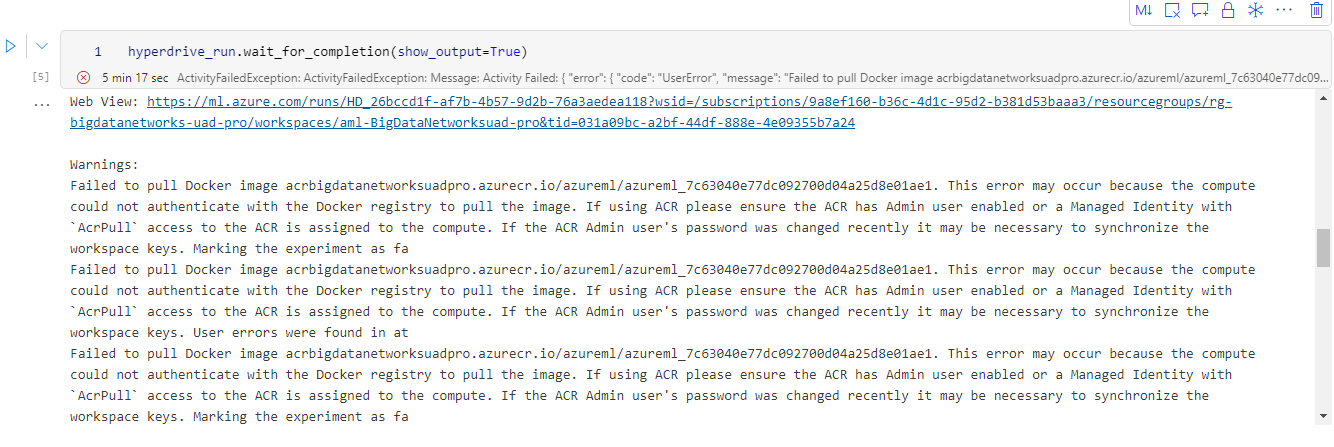 M↓
1 hyperdrive_run.wait_for_completion(show_output=True)
[5] 5 min 17 sec ActivityFailedException: ActivityFailedException: Message: Activity Failed: { "error": { "code": "UserError", "message": "Failed to pull Docker image acrbigdatanetworksuadpro.azurecr.io/azureml/azureml_7c63040e77dc09...
... Web View: https://ml.azure.com/runs/HD_26bccd1f-af7b-4b57-9d2b-76a3aedea118?wsid=/subscriptions/9a8ef160-b36c-4d1c-95d2-b381d53baaa3/resourcegroups/rg-
bigdatanetworks-uad-pro/workspaces/aml-BigDataNetworksuad-pro&tid=031a09bc-a2bf-44df-888e-4e09355b7a24
Warnings:
Failed to pull Docker image acrbigdatanetworksuadpro.azurecr.io/azureml/azureml_7c63040e77dc092700d04a25d8e01ae1. This error may occur because the compute
could not authenticate with the Docker registry to pull the image. If using ACR please ensure the ACR has Admin user enabled or a Managed Identity with
`AcrPull` access to the ACR is assigned to the compute. If the ACR Admin user's password was changed recently it may be necessary to synchronize the
workspace keys. Marking the experiment as fa
Failed to pull Docker image acrbigdatanetworksuadpro.azurecr.io/azureml/azureml_7c63040e77dc092700d04a25d8e01ae1. This error may occur because the compute
could not authenticate with the Docker registry to pull the image. If using ACR please ensure the ACR has Admin user enabled or a Managed Identity with
`AcrPull` access to the ACR is assigned to the compute. If the ACR Admin user's password was changed recently it may be necessary to synchronize the
workspace keys. User errors were found in at
Failed to pull Docker image acrbigdatanetworksuadpro.azurecr.io/azureml/azureml_7c63040e77dc092700d04a25d8e01ae1. This error may occur because the compute
could not authenticate with the Docker registry to pull the image. If using ACR please ensure the ACR has Admin user enabled or a Managed Identity with
`AcrPull` access to the ACR is assigned to the compute. If the ACR Admin user's password was changed recently it may be necessary to synchronize the
workspace keys. Marking the experiment as fa